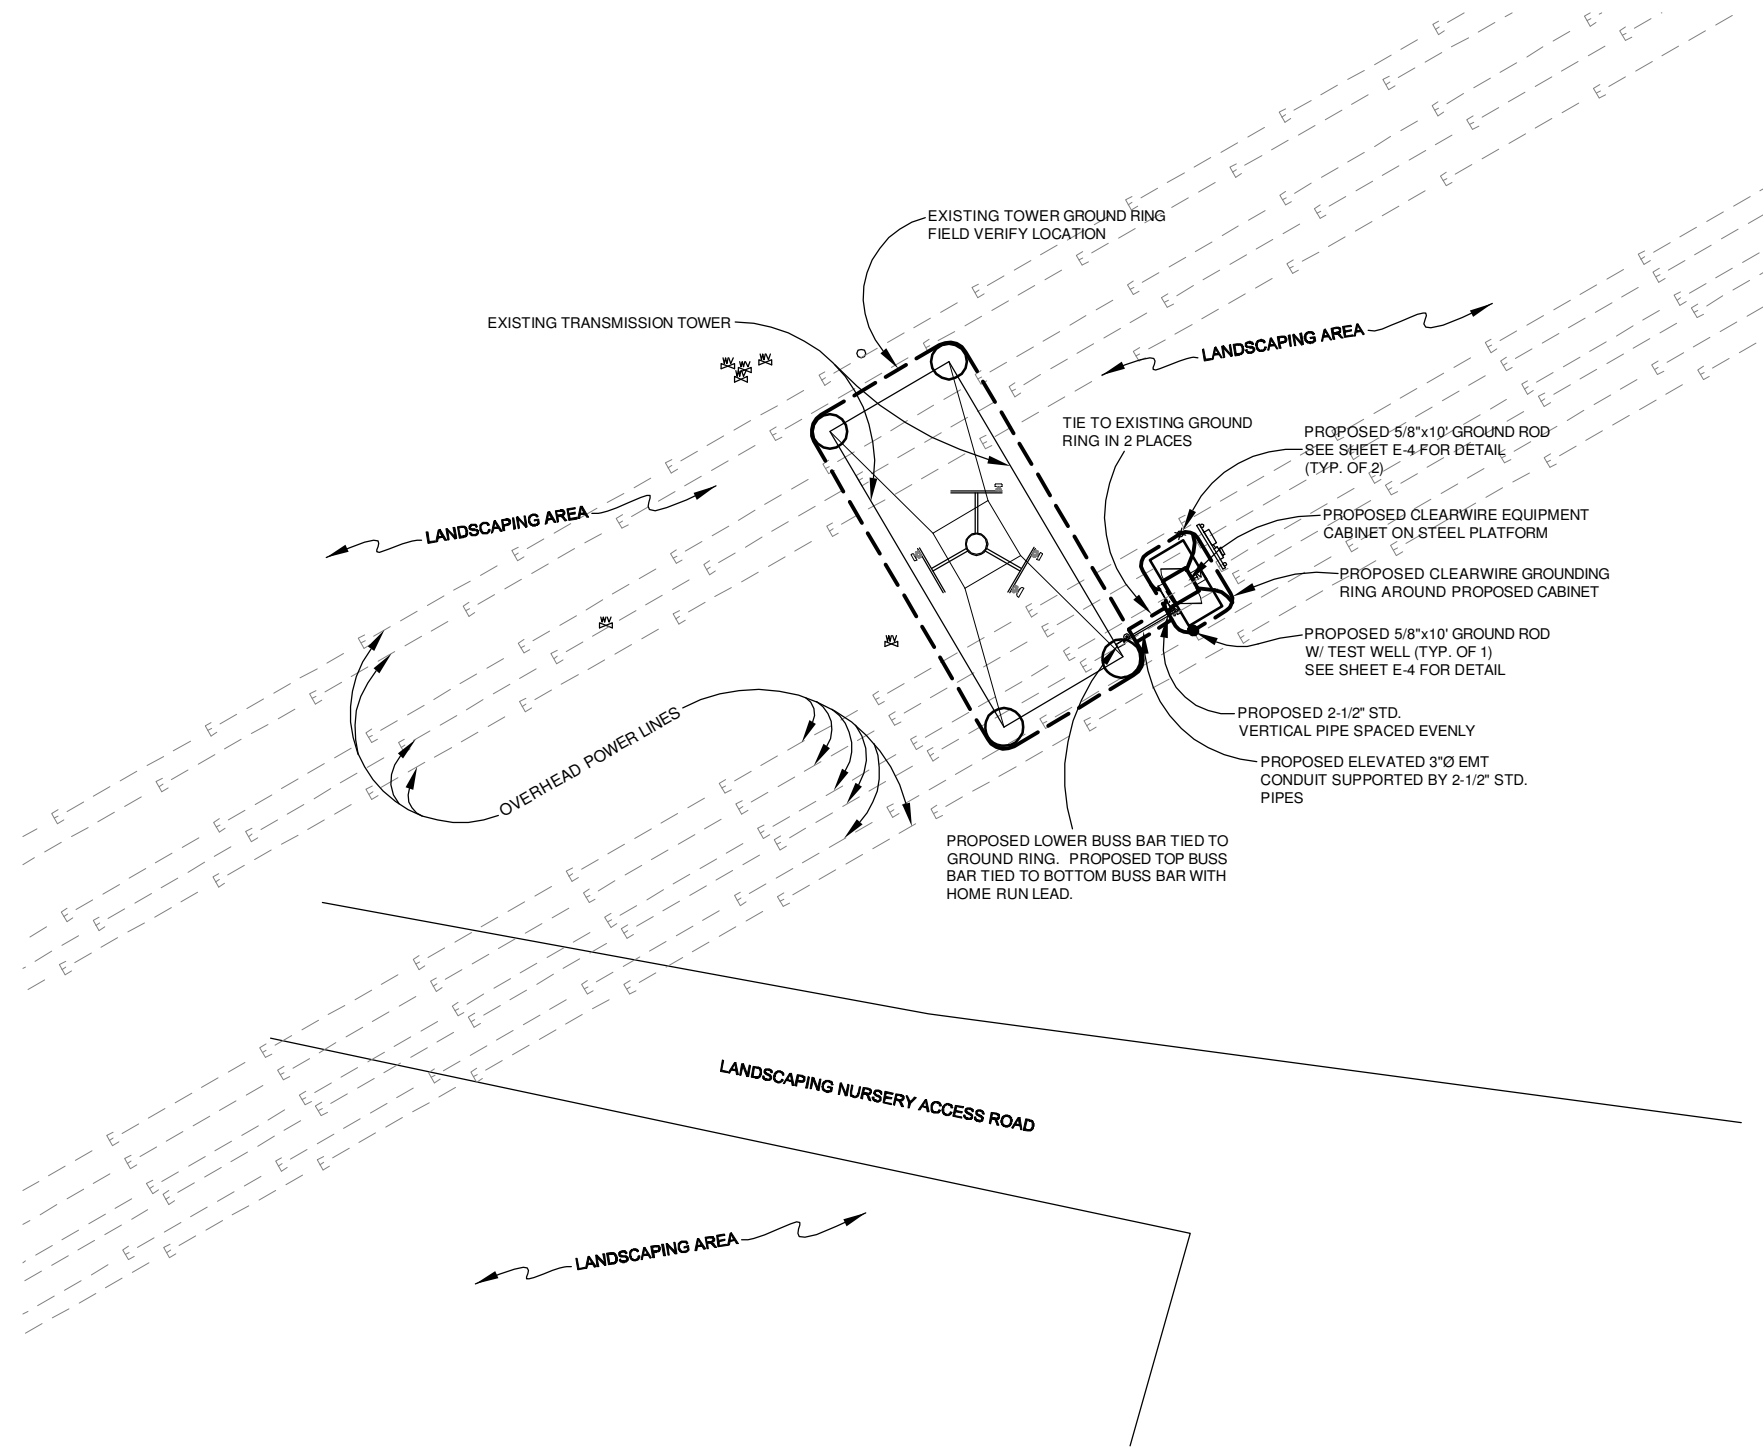 EXISTING TOWER GROUND RING
FIELD VERIFY LOCATION
EXISTING TRANSMISSION TOWER
WV
WV
WV
WV
LANDSCAPING AREA
TIE TO EXISTING GROUND
RING IN 2 PLACES
PROPOSED 5/8"x10' GROUND ROD
SEE SHEET E-4 FOR DETAIL
(TYP. OF 2)
LANDSCAPING AREA
PROPOSED CLEARWIRE EQUIPMENT
CABINET ON STEEL PLATFORM
PROPOSED CLEARWIRE GROUNDING
RING AROUND PROPOSED CABINET
WV
WV
PROPOSED 5/8"x10' GROUND ROD
W/ TEST WELL (TYP. OF 1)
SEE SHEET E-4 FOR DETAIL
OVERHEAD POWER LINES
PROPOSED 2-1/2" STD.
VERTICAL PIPE SPACED EVENLY
PROPOSED ELEVATED 3"Ø EMT
CONDUIT SUPPORTED BY 2-1/2" STD.
PIPES
PROPOSED LOWER BUSS BAR TIED TO
GROUND RING. PROPOSED TOP BUSS
BAR TIED TO BOTTOM BUSS BAR WITH
HOME RUN LEAD.
LANDSCAPING NURSERY ACCESS ROAD
LANDSCAPING AREA